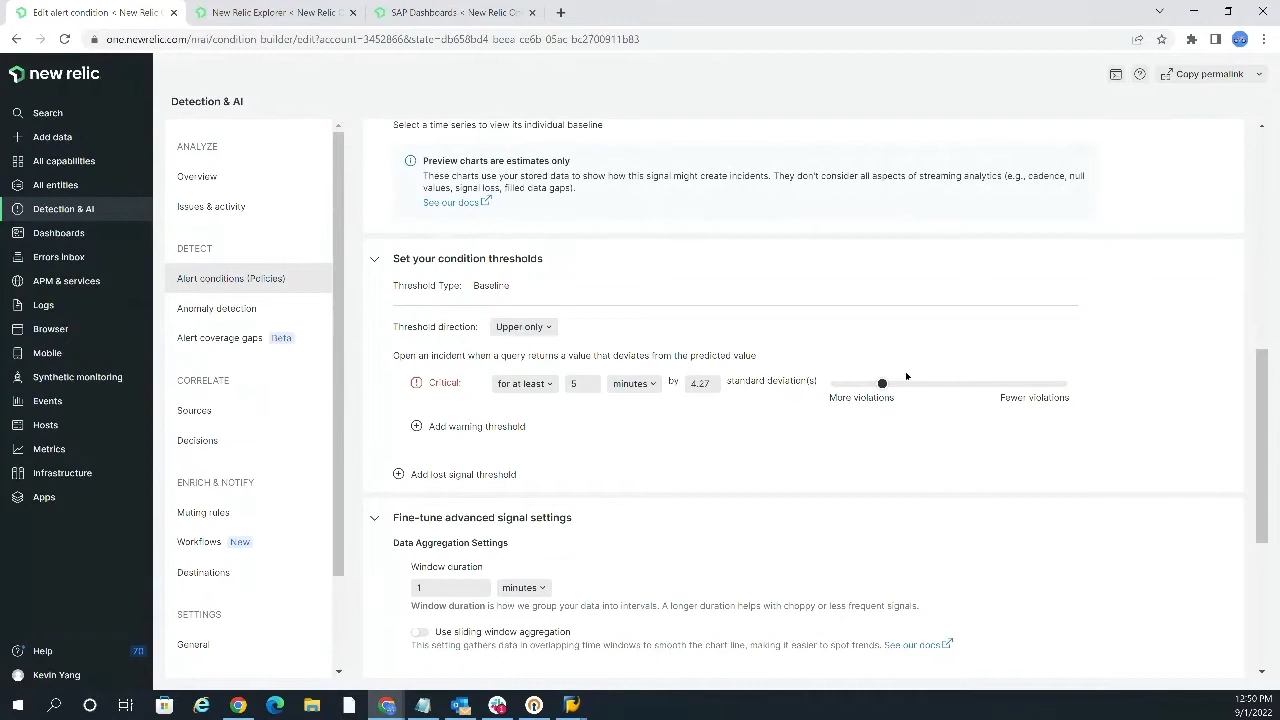 Edit alert condition < New Relic
New Relic Explorer < New Relic C
SAP Dashboards < New Relic On
one.newrelic.com/nrai/condition-builder/edit?account=3452866&state=db658bd4-beea-ce6b-05ac-bc2700911b83
new relic
Copy permalink
Search
Add data
All capabilities
All entities
Detection & AI
Dashboards
Errors Inbox
APM & services
Logs
Browser
Mobile
Synthetic monitoring
Events
Hosts
Metrics
Infrastructure
Apps
Help
70
Kevin Yang
Detection & AI
ANALYZE
Overview
Issues & activity
DETECT
Alert conditions (Policies)
Anomaly detection
Alert coverage gaps Beta
CORRELATE
Sources
Decisions
ENRICH & NOTIFY
Muting rules
Workflows New
Destinations
SETTINGS
General
Select a time series to view its individual baseline
Preview charts are estimates only
These charts use your stored data to show how this signal might create incidents. They don't consider all aspects of streaming analytics (e.g., cadence, null
values, signal loss, filled data gaps).
See our docs
Set your condition thresholds
Threshold Type: Baseline
Threshold direction: Upper only
Open an incident when a query returns a value that deviates from the predicted value
Critical: for at least 5 minutes by 4.27 standard deviation(s)
More violations Fewer violations
Add warning threshold
Add lost signal threshold
Fine-tune advanced signal settings
Data Aggregation Settings
Window duration
1 minutes
Window duration is how we group your data into intervals. A longer duration helps with choppy or less frequent signals.
Use sliding window aggregation
This setting gathers data in overlapping time windows to smooth the chart line, making it easier to spot trends. See our docs
12:50 PM
9/1/2022